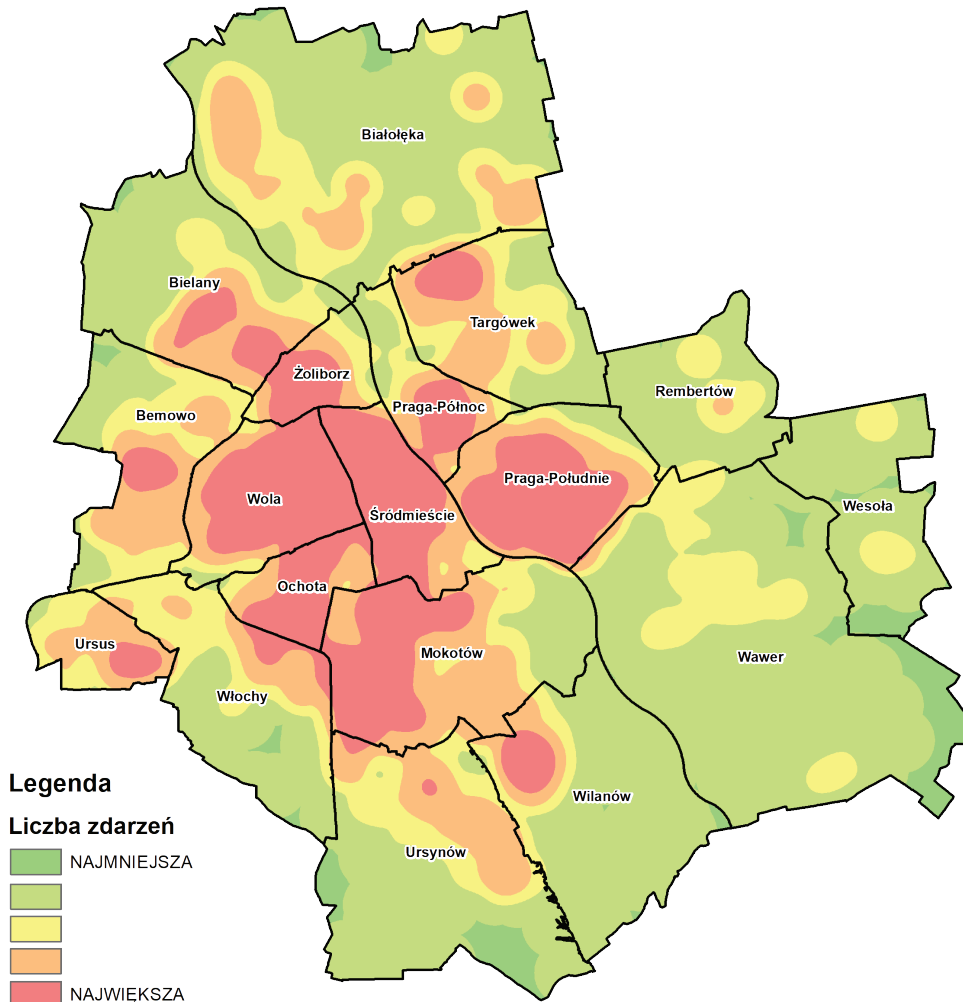 Białołęka
Bielany
Targówek
Żoliborz
Rembertów
Bemowo
Praga-Północ
Praga-Południe
Wola
Wesoła
Śródmieście
Ochota
Ursus
Mokotów
Wawer
Włochy
Wilanów
Ursynów
Legenda
Liczba zdarzeń
NAJMNIEJSZA
NAJWIĘKSZA